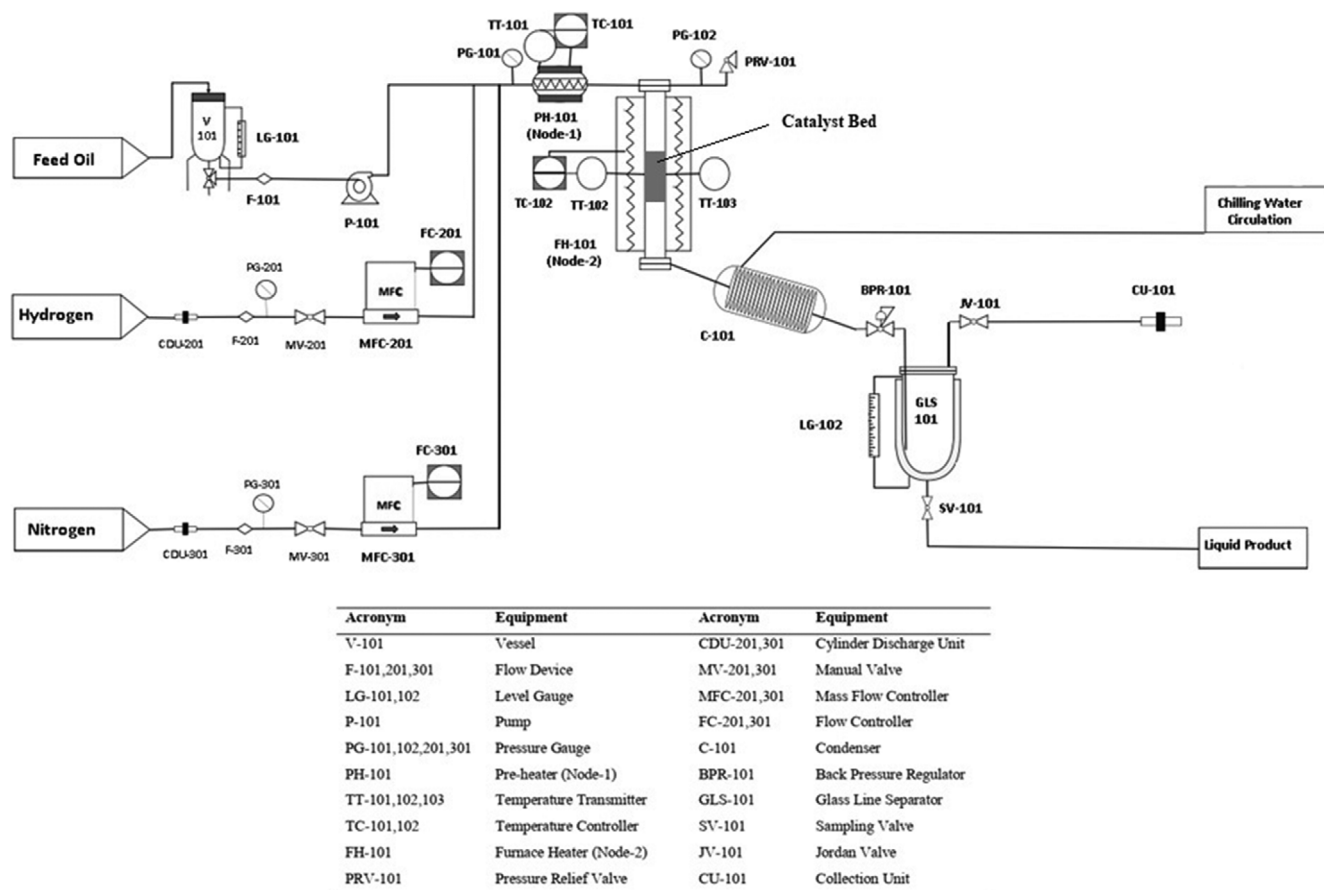 TT-101
TC-101
PG-101
PG-102
PRV-101
V
101
LG-101
Feed Oil
F-101
P-101
PH-101
(Node-1)
Catalyst Bed
TC-102
TT-102
TT-103
FH-101
(Node-2)
Chilling Water
Circulation
FC-201
PG-201
MFC
Hydrogen
CDU-201
F-201
MV-201
MFC-201
C-101
BPR-101
JV-101
CU-101
GLS
101
LG-102
SV-101
FC-301
PG-301
MFC
Nitrogen
CDU-301
F-301
MV-301
MFC-301
Liquid Product
Acronym Equipment Acronym Equipment
V-101 Vessel CDU-201,301 Cylinder Discharge Unit
F-101,201,301 Flow Device MV-201,301 Manual Valve
LG-101,102 Level Gauge MFC-201,301 Mass Flow Controller
P-101 Pump FC-201,301 Flow Controller
PG-101,102,201,301 Pressure Gauge C-101 Condenser
PH-101 Pre-heater (Node-1) BPR-101 Back Pressure Regulator
TT-101,102,103 Temperature Transmitter GLS-101 Glass Line Separator
TC-101,102 Temperature Controller SV-101 Sampling Valve
FH-101 Furnace Heater (Node-2) JV-101 Jordan Valve
PRV-101 Pressure Relief Valve CU-101 Collection Unit